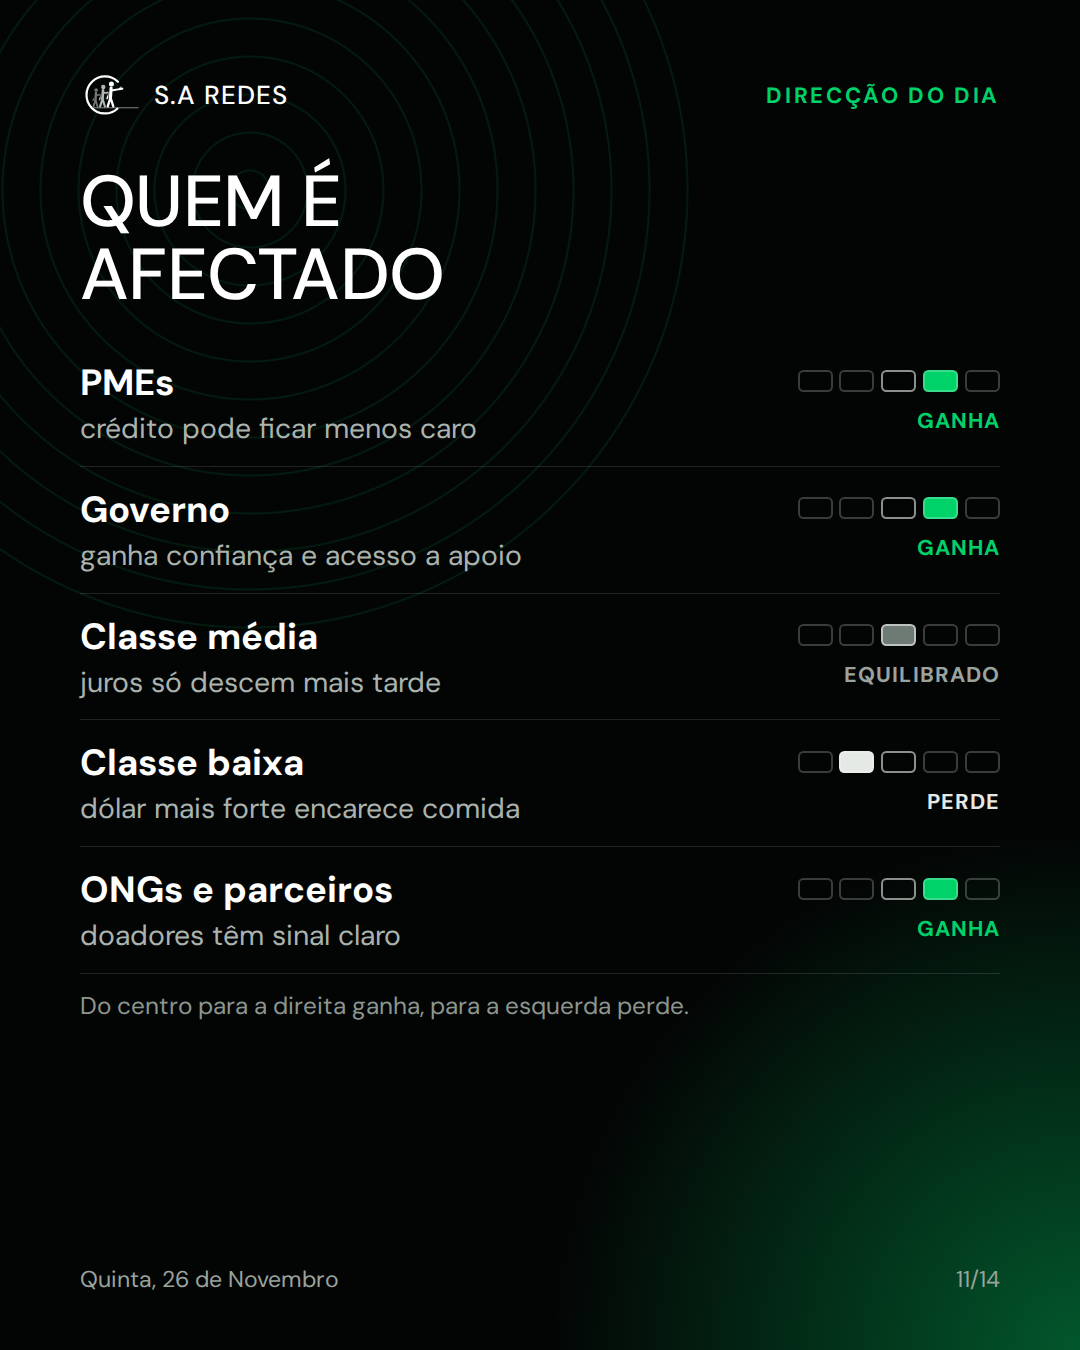 S.A REDES
DIRECÇÃO DO DIA
QUEM É
AFECTADO
PMEs
crédito pode ficar menos caro
GANHA
Governo
ganha confiança e acesso a apoio
GANHA
Classe média
juros só descem mais tarde
EQUILIBRADO
Classe baixa
dólar mais forte encarece comida
PERDE
ONGs e parceiros
doadores têm sinal claro
GANHA
Do centro para a direita ganha, para a esquerda perde.
Quinta, 26 de Novembro
11/14